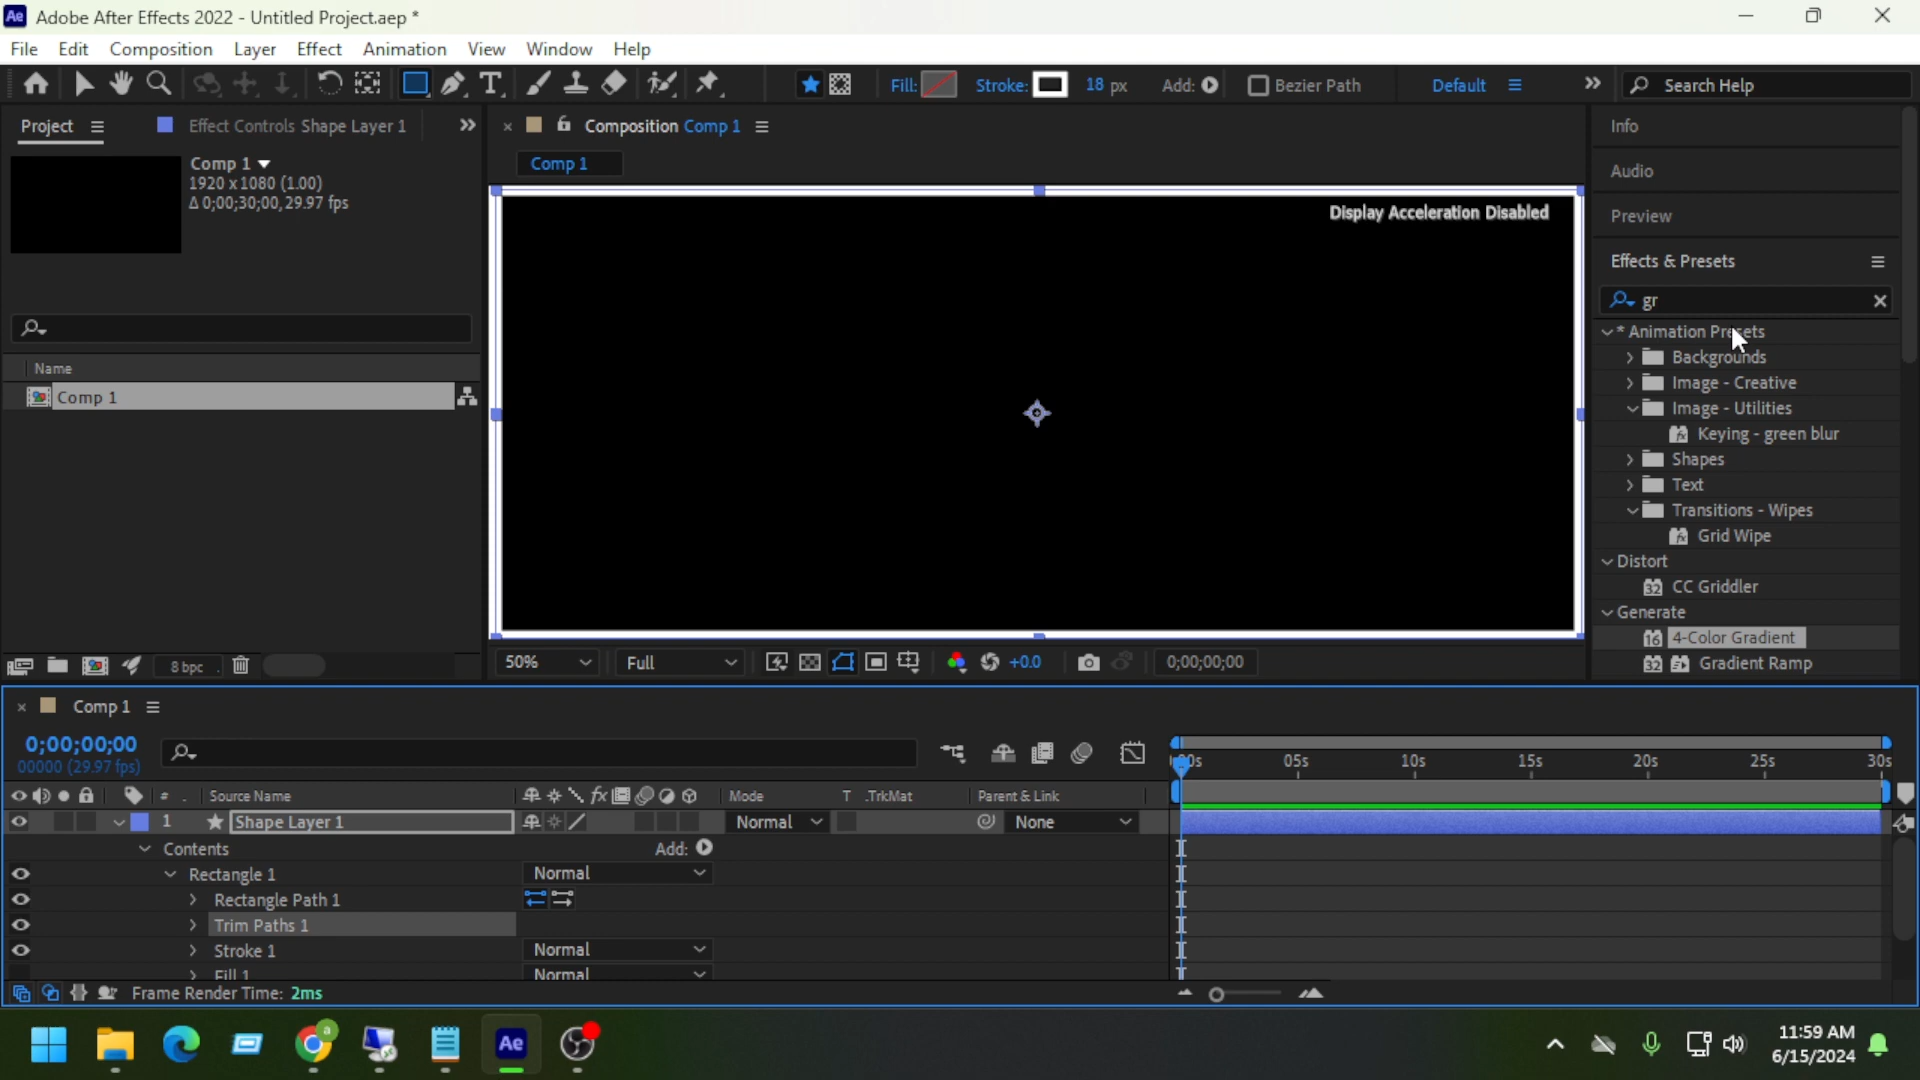 Ae Adobe After Effects 2022 - Untitled Project.aep *
File Edit Composition Layer Effect Animation View Window Help
Fill: Stroke: 18 px Add: Bezier Path Default Search Help
Project Effect Controls Shape Layer 1
Composition Comp 1
Comp 1
Comp 1
1920 x 1080 (1.00)
Δ 0;00;30;00, 29.97 fps
Display Acceleration Disabled
Name
Comp 1
8 bpc
50% Full +0.0 0;00;00;00
Info
Audio
Preview
Effects & Presets
gr
* Animation Presets
Backgrounds
Image - Creative
Image - Utilities
Keying - green blur
Shapes
Text
Transitions - Wipes
Grid Wipe
Distort
32 CC Griddler
Generate
16 4-Color Gradient
32 Gradient Ramp
Comp 1
0;00;00;00
00000 (29.97 fps)
05s 10s 15s 20s 25s 30s
# Source Name fx Mode T .TrkMat Parent & Link
1 Shape Layer 1 Normal None
Contents Add:
Rectangle 1 Normal
Rectangle Path 1
Trim Paths 1
Stroke 1 Normal
Fill 1 Normal
Frame Render Time: 2ms
Ae
11:59 AM
6/15/2024